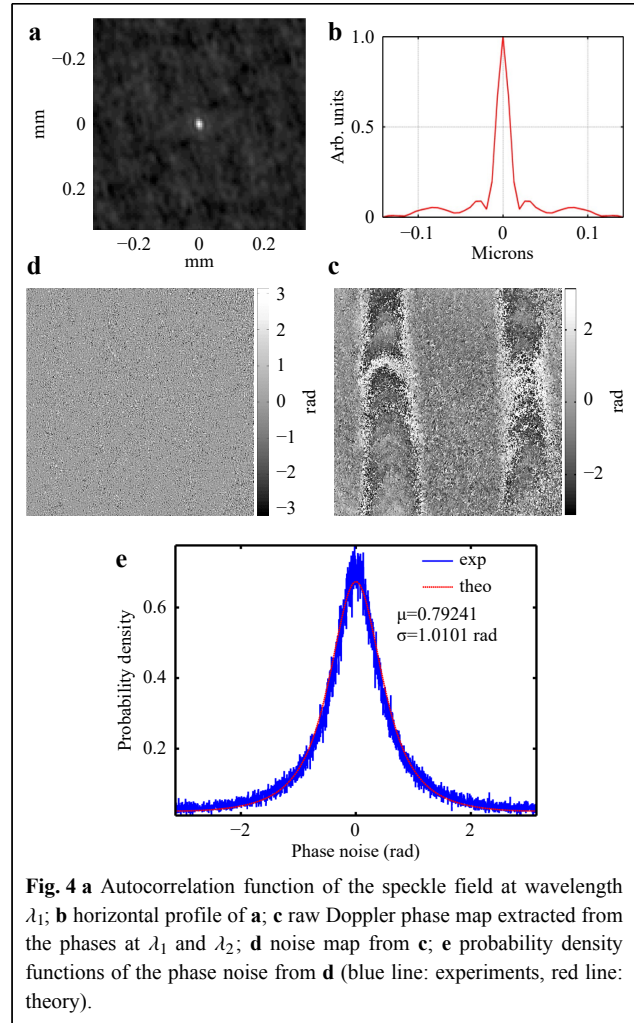 a
−0.2
0
0.2
mm
−0.2
0
0.2
mm
b
1.0
0.5
0
Arb. units
−0.1
0
0.1
Microns
d
3
2
1
0
−1
−2
−3
rad
c
2
0
−2
rad
e
exp
theo
μ=0.79241
σ=1.0101 rad
0.6
0.4
0.2
Probability density
−2
0
2
Phase noise (rad)
Fig. 4 a Autocorrelation function of the speckle field at wavelength
λ1; b horizontal profile of a; c raw Doppler phase map extracted from
the phases at λ1 and λ2; d noise map from c; e probability density
functions of the phase noise from d (blue line: experiments, red line:
theory).